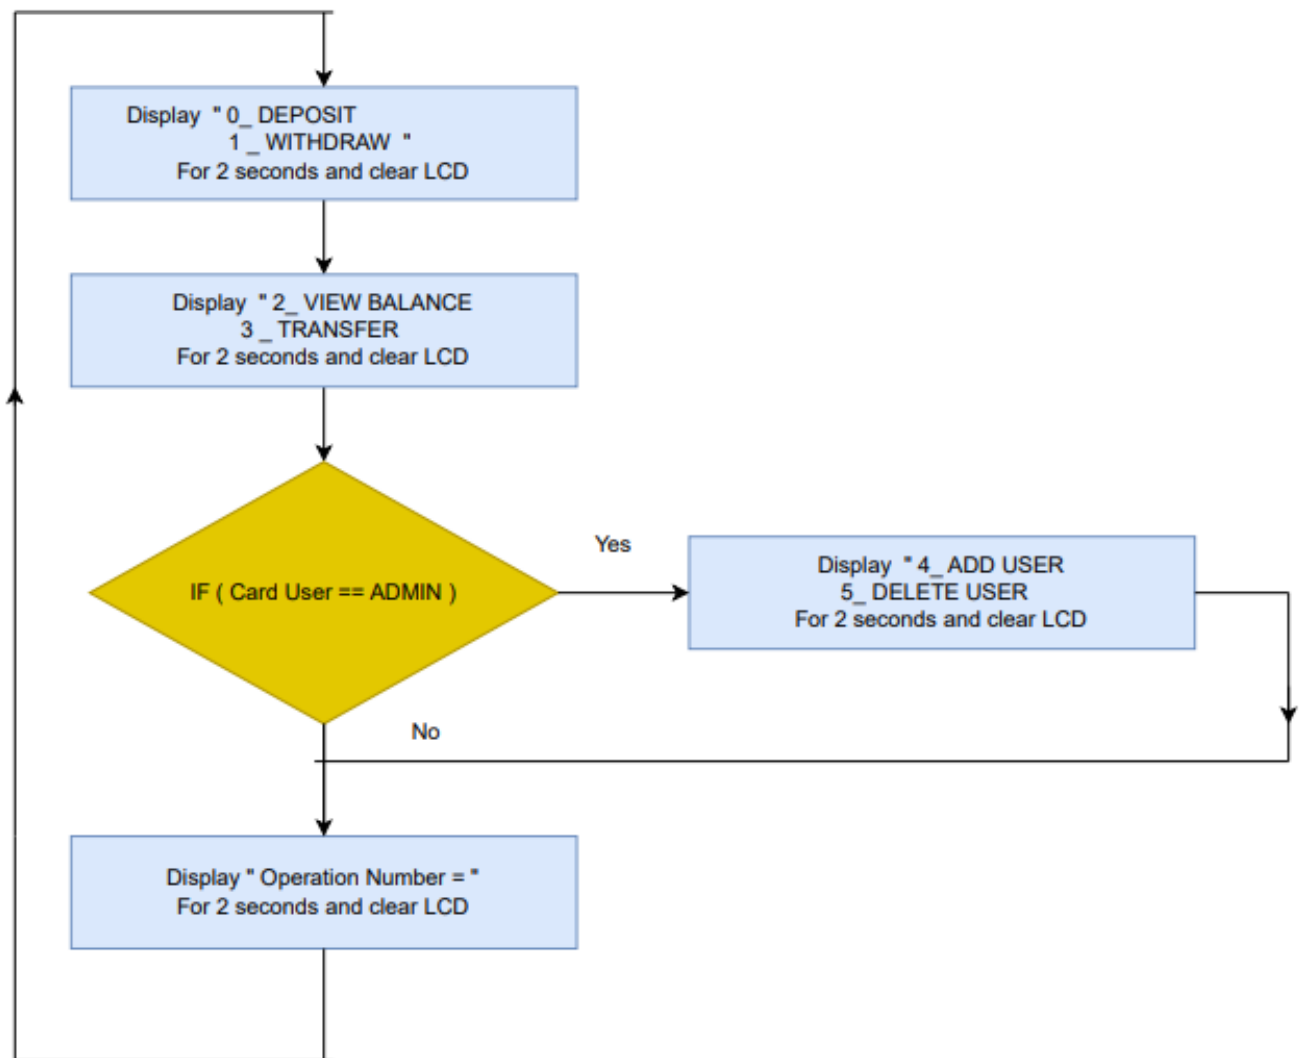 Display " 0_ DEPOSIT
1 _ WITHDRAW "
For 2 seconds and clear LCD
Display " 2_ VIEW BALANCE
3 _ TRANSFER
For 2 seconds and clear LCD
IF ( Card User == ADMIN )
Yes
Display " 4_ ADD USER
5_ DELETE USER
For 2 seconds and clear LCD
No
Display " Operation Number = "
For 2 seconds and clear LCD